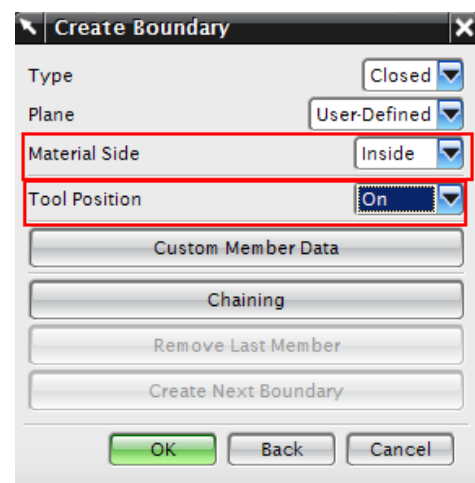 Create Boundary
Type Closed
Plane User-Defined
Material Side Inside
Tool Position On
Custom Member Data
Chaining
Remove Last Member
Create Next Boundary
OK Back Cancel